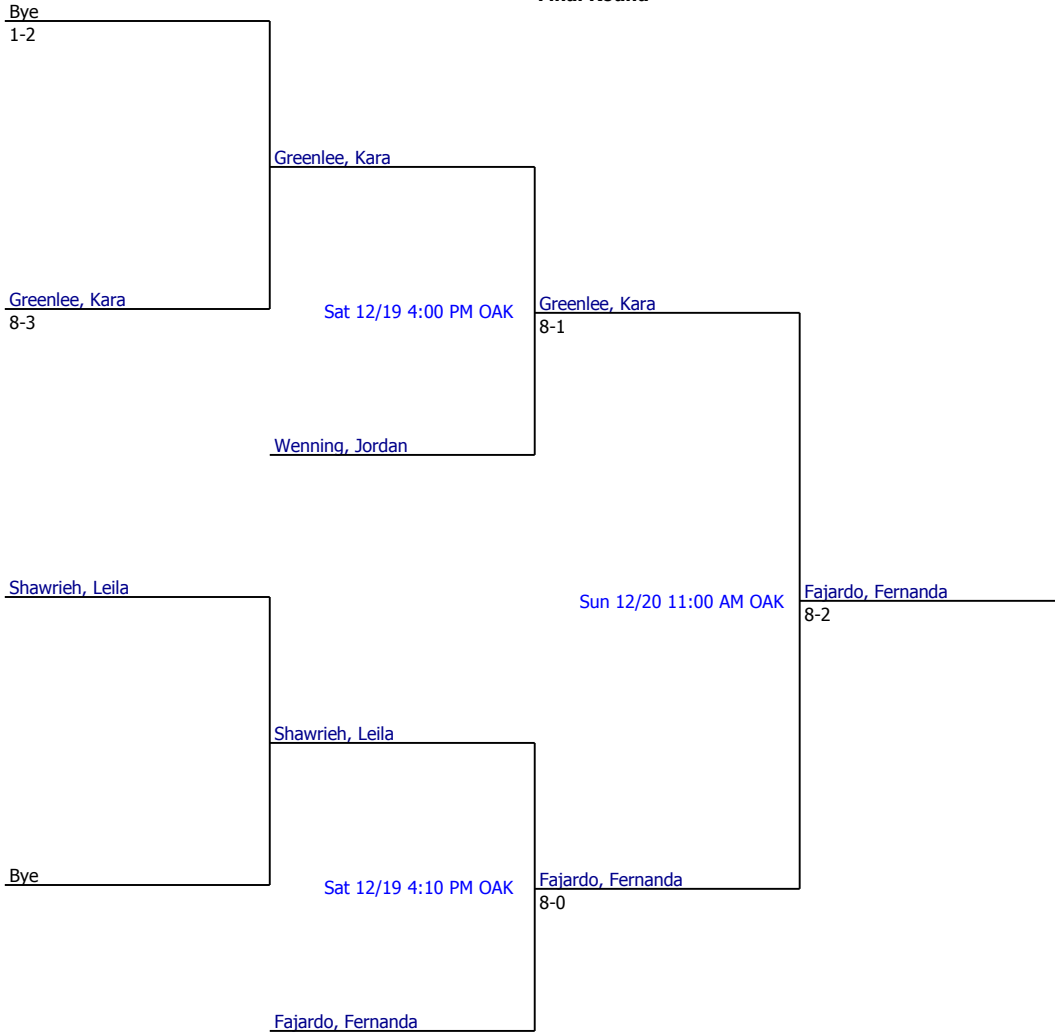 Final Round
Bye
1-2
Greenlee, Kara
Greenlee, Kara
8-3
Sat 12/19 4:00 PM OAK
Greenlee, Kara
8-1
Wenning, Jordan
Shawrieh, Leila
Sun 12/20 11:00 AM OAK
Fajardo, Fernanda
8-2
Shawrieh, Leila
Bye
Sat 12/19 4:10 PM OAK
Fajardo, Fernanda
8-0
Fajardo, Fernanda